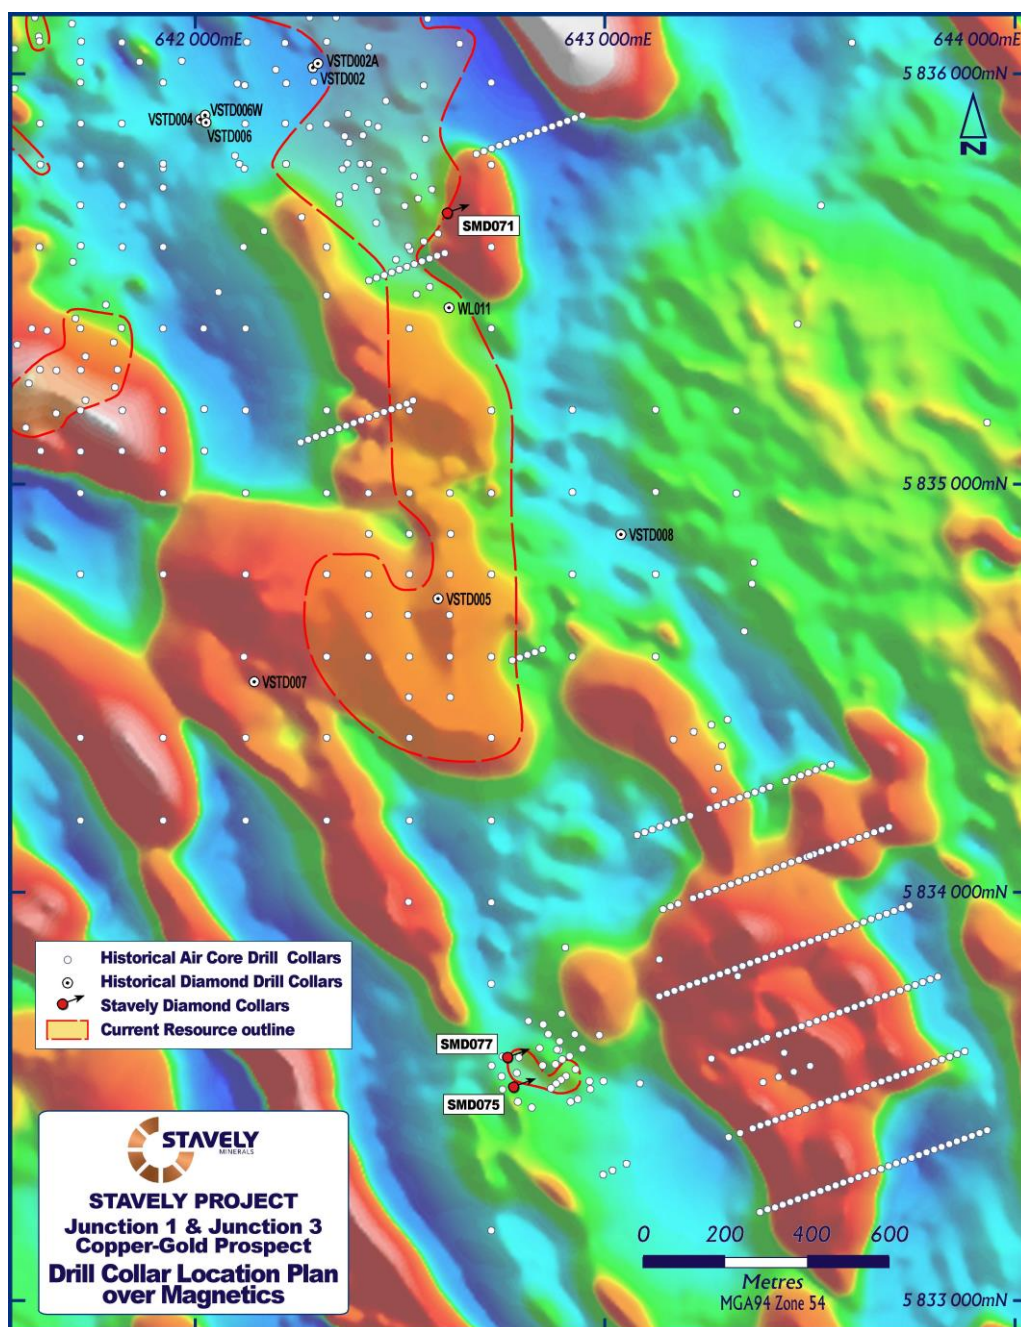 642 000mE
643 000mE
644 000mE
5 836 000mN
VSTD002A
VSTD002
VSTD006W
VSTD004
VSTD006
N
SMD071
WL011
5 835 000mN
VSTD008
VSTD005
VSTD007
5 834 000mN
Historical Air Core Drill Collars
Historical Diamond Drill Collars
Stavely Diamond Collars
Current Resource outline
SMD077
SMD075
STAVELY
MINERALS
STAVELY PROJECT
Junction 1 & Junction 3
Copper-Gold Prospect
Drill Collar Location Plan
over Magnetics
0 200 400 600
Metres
MGA94 Zone 54
5 833 000mN